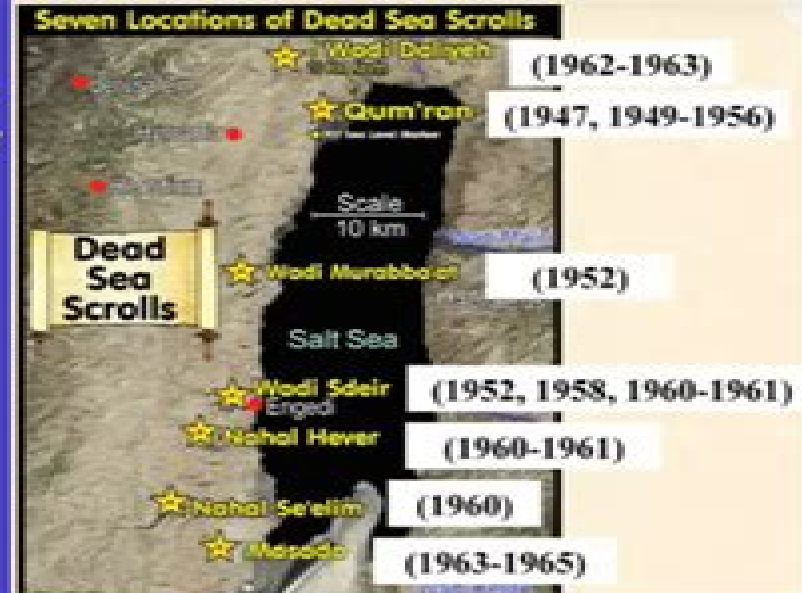 Seven Locations of Dead Sea Scrolls
Wadi Daliyeh
(1962-1963)
Qum'ran
(1947, 1949-1956)
Scale
10 km
Dead
Sea
Scrolls
Wadi Murabba'at
(1952)
Salt Sea
Wadi Sdeir
(1952, 1958, 1960-1961)
Engedi
Nahal Hever
(1960-1961)
Nahal Se'elim
(1960)
Masada
(1963-1965)